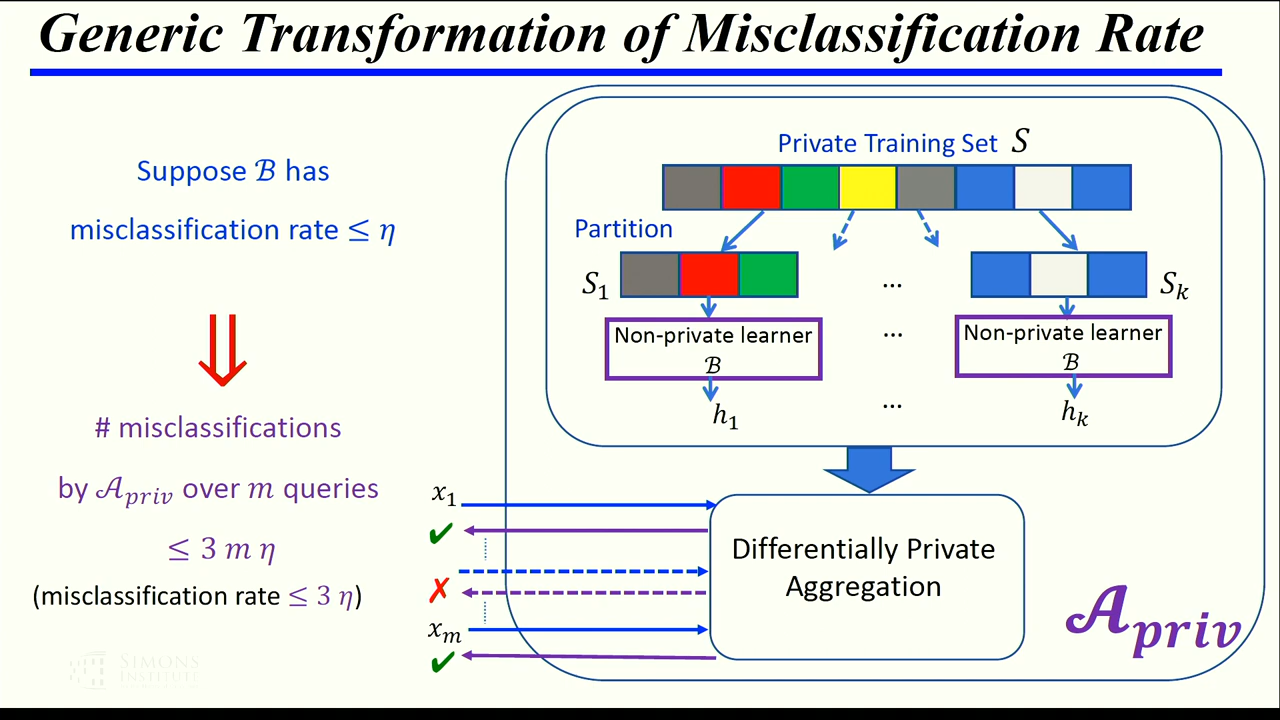 Generic Transformation of Misclassification Rate
Suppose ℬ has
misclassification rate ≤ η
# misclassifications
by 𝒜priv over m queries
≤ 3 m η
(misclassification rate ≤ 3 η)
Private Training Set S
Partition
S1
...
Sk
Non-private learner
ℬ
...
Non-private learner
ℬ
h1
...
hk
x1
✔
✗
xm
✔
Differentially Private
Aggregation
𝒜priv
SIMONS
INSTITUTE